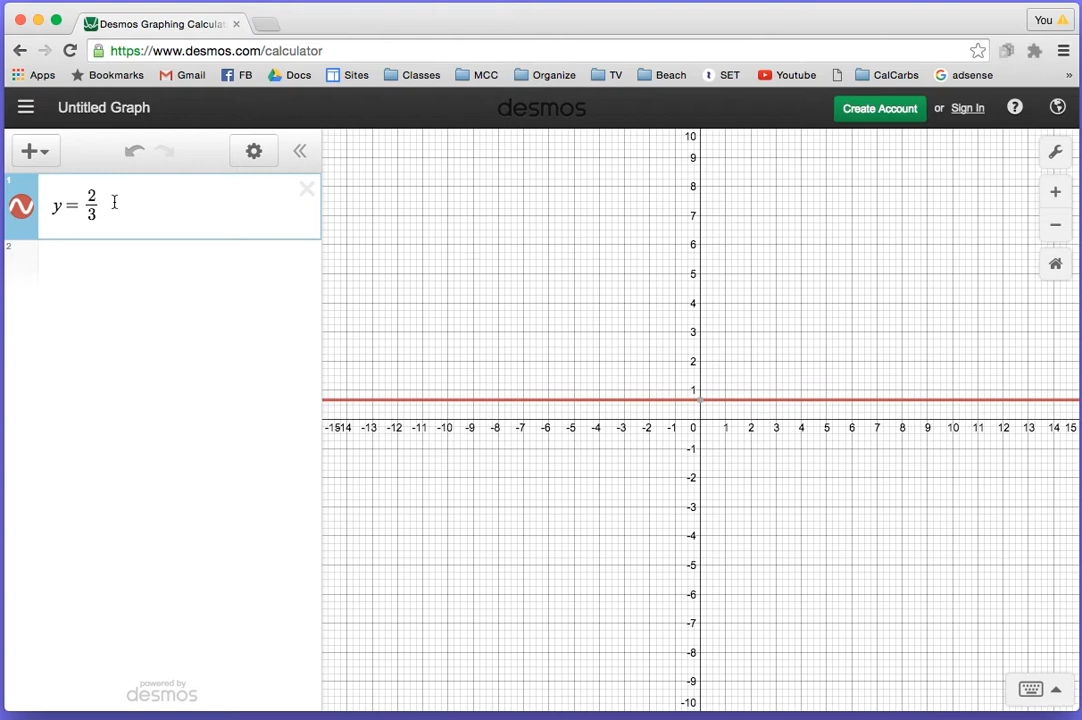 Desmos Graphing Calculat
You
https://www.desmos.com/calculator
Apps Bookmarks Gmail FB Docs Sites Classes MCC Organize TV Beach SET Youtube CalCarbs adsense »
Untitled Graph desmos Create Account or Sign In ?
1
y = 2/3
2
powered by
desmos
10
9
8
7
6
5
4
3
2
1
-15 -14 -13 -12 -11 -10 -9 -8 -7 -6 -5 -4 -3 -2 -1 0 1 2 3 4 5 6 7 8 9 10 11 12 13 14 15
-1
-2
-3
-4
-5
-6
-7
-8
-9
-10